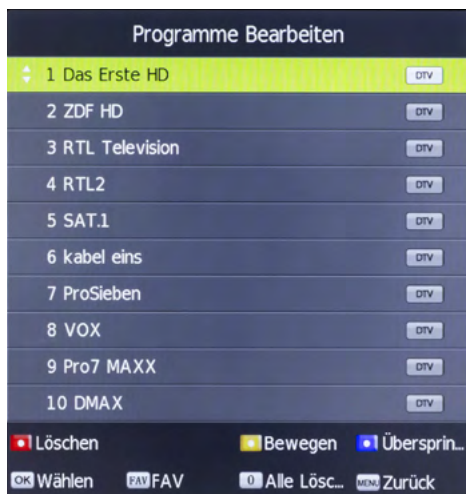 Programme Bearbeiten
1 Das Erste HD DTV
2 ZDF HD DTV
3 RTL Television DTV
4 RTL2 DTV
5 SAT.1 DTV
6 kabel eins DTV
7 ProSieben DTV
8 VOX DTV
9 Pro7 MAXX DTV
10 DMAX DTV
Löschen Bewegen Übersprin...
OK Wählen FAV FAV 0 Alle Lösc... MENU Zurück